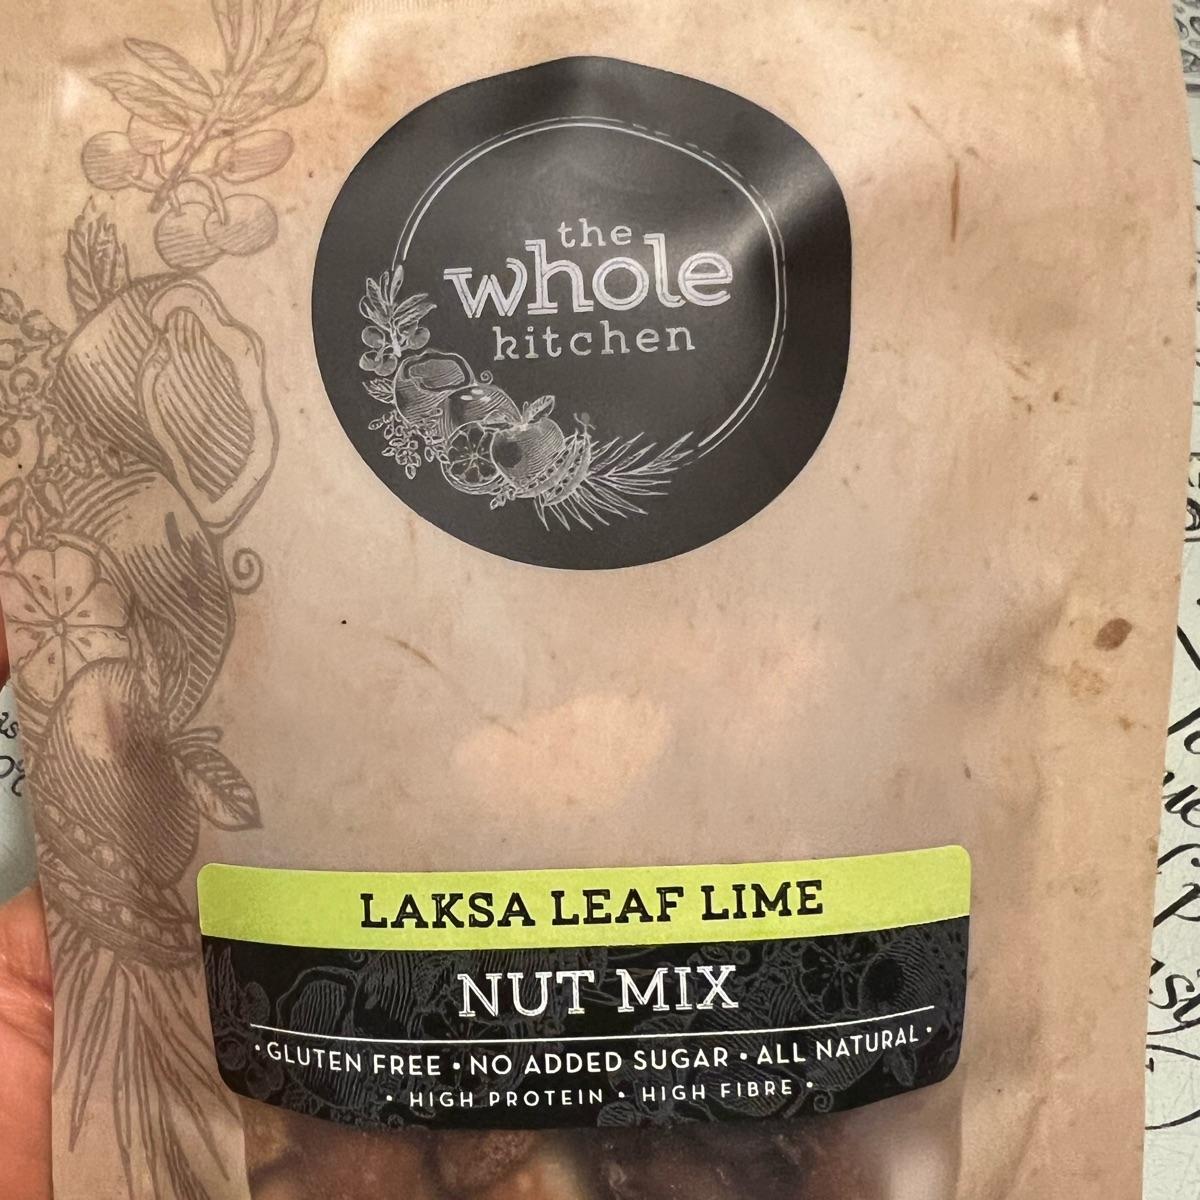 the
whole
kitchen
LAKSA LEAF LIME
NUT MIX
• GLUTEN FREE • NO ADDED SUGAR • ALL NATURAL •
• HIGH PROTEIN • HIGH FIBRE •